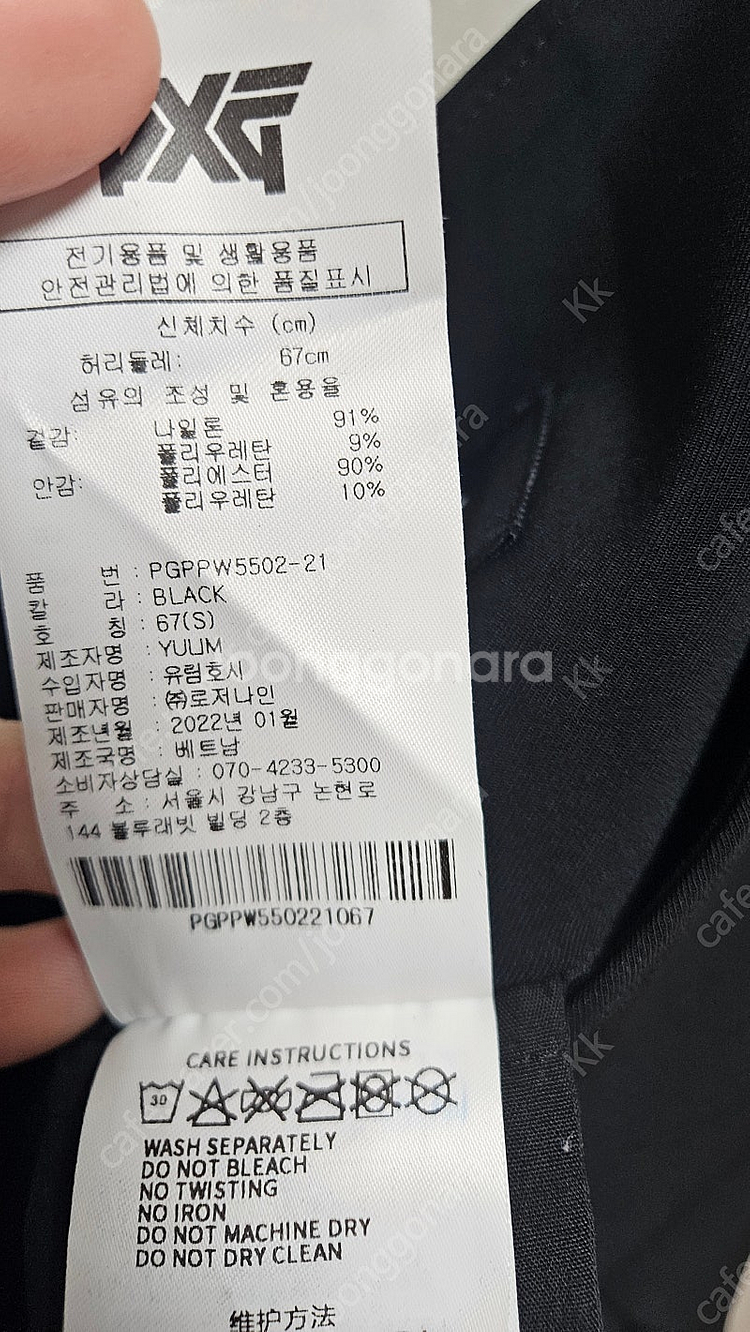 PXG
전기용품 및 생활용품
안전관리법에 의한 품질표시
신체치수 (cm)
허리둘레: 67cm
섬유의 조성 및 혼용율
겉감: 나일론 91%
폴리우레탄 9%
안감: 폴리에스터 90%
폴리우레탄 10%
품 번 : PGPPW5502-21
칼 라 : BLACK
호 칭 : 67(S)
제조자명 : YULIM
수입자명 : 유림호시
판매자명 : ㈜로저나인
제조년월 : 2022년 01월
제조국명 : 베트남
소비자상담실 : 070-4233-5300
주 소 : 서울시 강남구 논현로
144 블루래빗 빌딩 2층
PGPPW550221067
CARE INSTRUCTIONS
30
WASH SEPARATELY
DO NOT BLEACH
NO TWISTING
NO IRON
DO NOT MACHINE DRY
DO NOT DRY CLEAN
维护方法
joonggonara
Kk
Kk
Kk